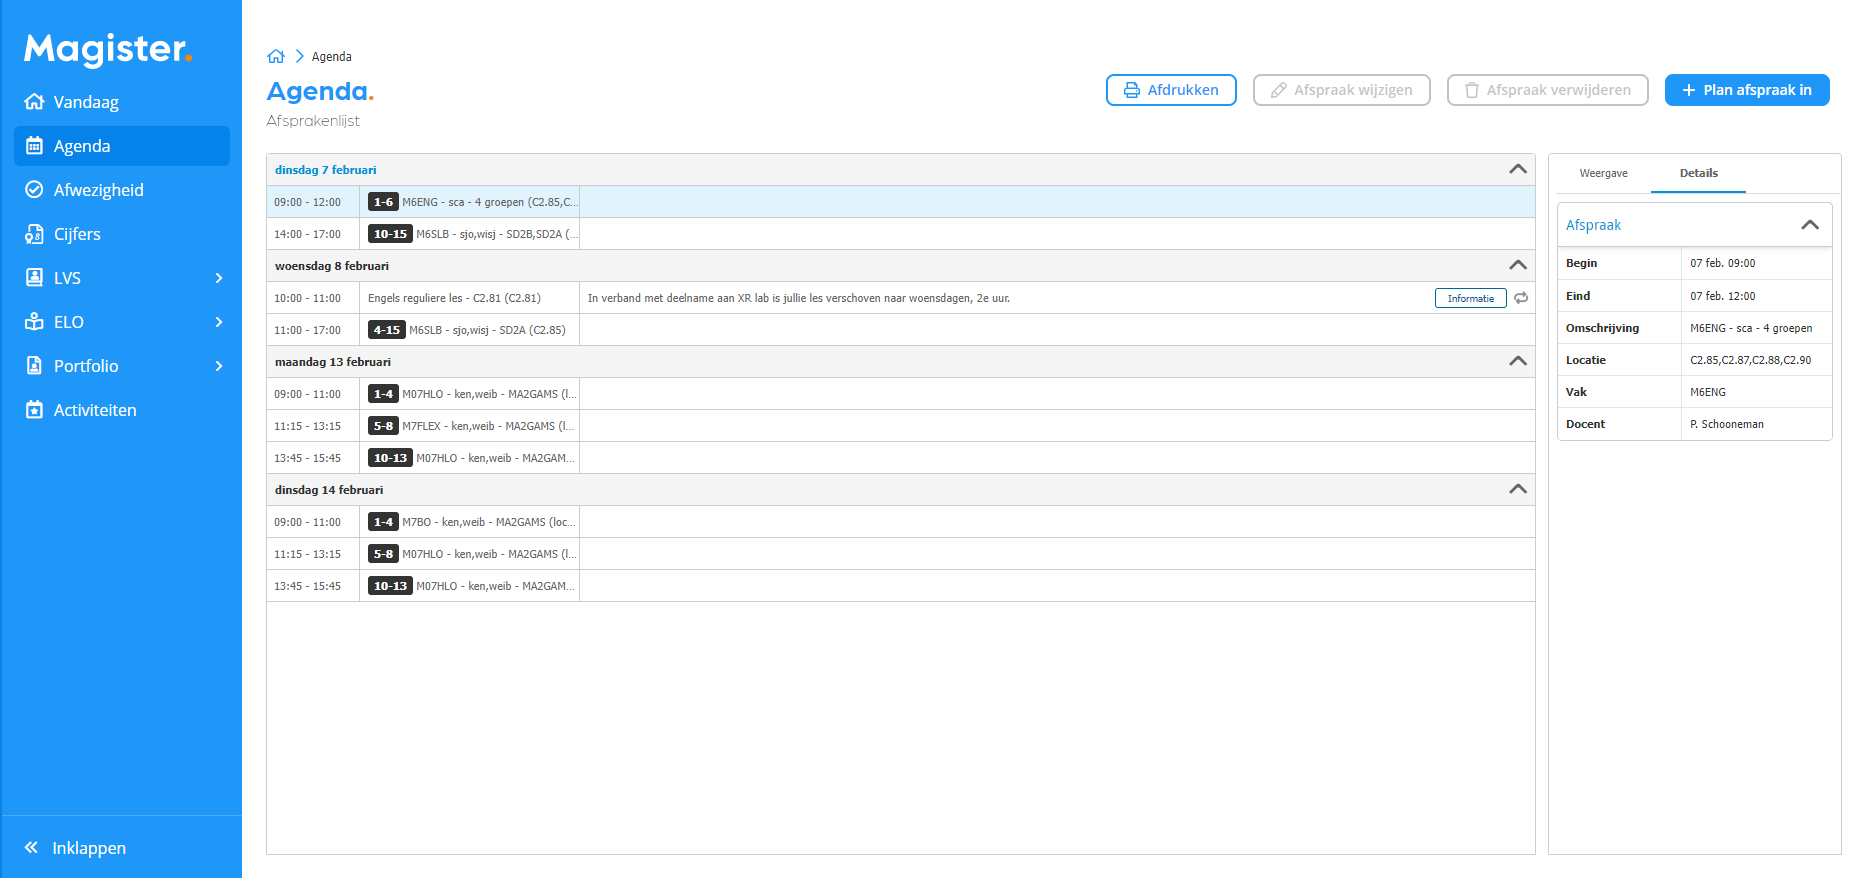 Magister.
Vandaag
Agenda
Afwezigheid
Cijfers
LVS
ELO
Portfolio
Activiteiten
Inklappen
Agenda
Agenda.
Afsprakenlijst
Afdrukken
Afspraak wijzigen
Afspraak verwijderen
+ Plan afspraak in
dinsdag 7 februari
09:00 - 12:00 1-6 M6ENG - sca - 4 groepen (C2.85,C...
14:00 - 17:00 10-15 M6SLB - sjo,wisj - SD2B,SD2A (...
woensdag 8 februari
10:00 - 11:00 Engels reguliere les - C2.81 (C2.81) In verband met deelname aan XR lab is jullie les verschoven naar woensdagen, 2e uur. Informatie
11:00 - 17:00 4-15 M6SLB - sjo,wisj - SD2A (C2.85)
maandag 13 februari
09:00 - 11:00 1-4 M07HLO - ken,weib - MA2GAMS (l...
11:15 - 13:15 5-8 M7FLEX - ken,weib - MA2GAMS (l...
13:45 - 15:45 10-13 M07HLO - ken,weib - MA2GAM...
dinsdag 14 februari
09:00 - 11:00 1-4 M7BO - ken,weib - MA2GAMS (loc...
11:15 - 13:15 5-8 M07HLO - ken,weib - MA2GAMS (l...
13:45 - 15:45 10-13 M07HLO - ken,weib - MA2GAM...
Weergave Details
Afspraak
Begin 07 feb. 09:00
Eind 07 feb. 12:00
Omschrijving M6ENG - sca - 4 groepen
Locatie C2.85,C2.87,C2.88,C2.90
Vak M6ENG
Docent P. Schooneman